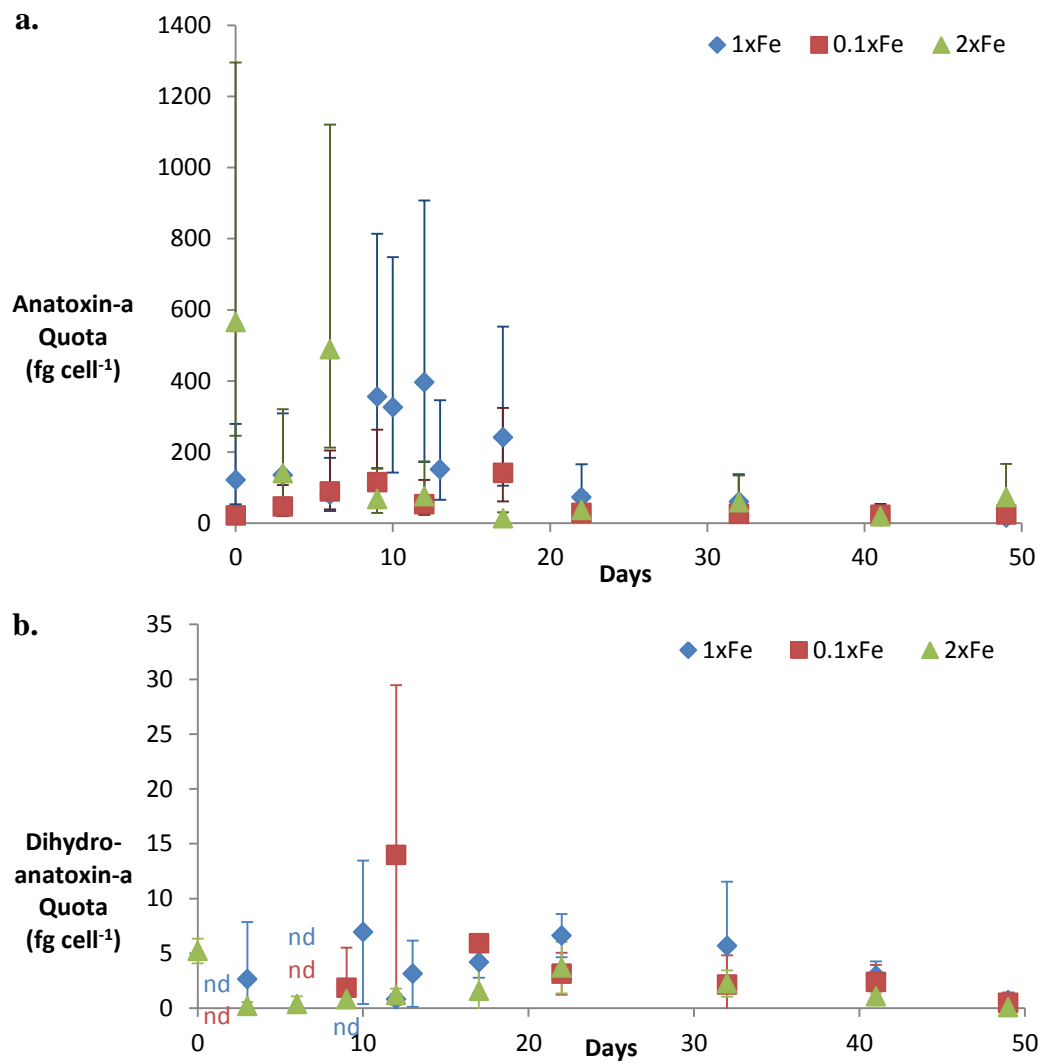 a.
1400
1xFe 0.1xFe 2xFe
1200
1000
800
600
Anatoxin-a
Quota
(fg cell-1)
400
200
0
0 10 20 30 40 50
Days
b.
35
1xFe 0.1xFe 2xFe
30
25
20
15
Dihydro-
anatoxin-a
Quota
(fg cell-1)
10
nd
5
nd
nd
0
nd
nd
0 10 20 30 40 50
Days